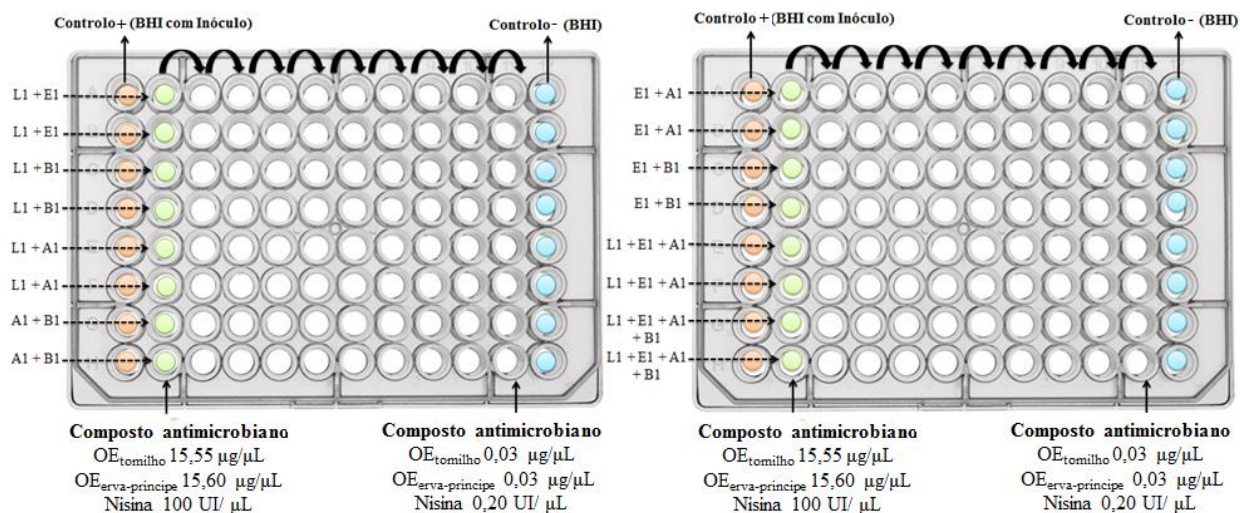 Controlo + (BHI com Inóculo)
Controlo - (BHI)
L1 + E1
L1 + E1
L1 + B1
L1 + B1
L1 + A1
L1 + A1
A1 + B1
A1 + B1
Composto antimicrobiano
OEtomilho 15,55 µg/µL
OEerva-principe 15,60 µg/µL
Nisina 100 UI/ µL
Composto antimicrobiano
OEtomilho 0,03 µg/µL
OEerva-principe 0,03 µg/µL
Nisina 0,20 UI/ µL
Controlo + (BHI com Inóculo)
Controlo - (BHI)
E1 + A1
E1 + A1
E1 + B1
E1 + B1
L1 + E1 + A1
L1 + E1 + A1
L1 + E1 + A1
+ B1
L1 + E1 + A1
+ B1
Composto antimicrobiano
OEtomilho 15,55 µg/µL
OEerva-principe 15,60 µg/µL
Nisina 100 UI/ µL
Composto antimicrobiano
OEtomilho 0,03 µg/µL
OEerva-principe 0,03 µg/µL
Nisina 0,20 UI/ µL